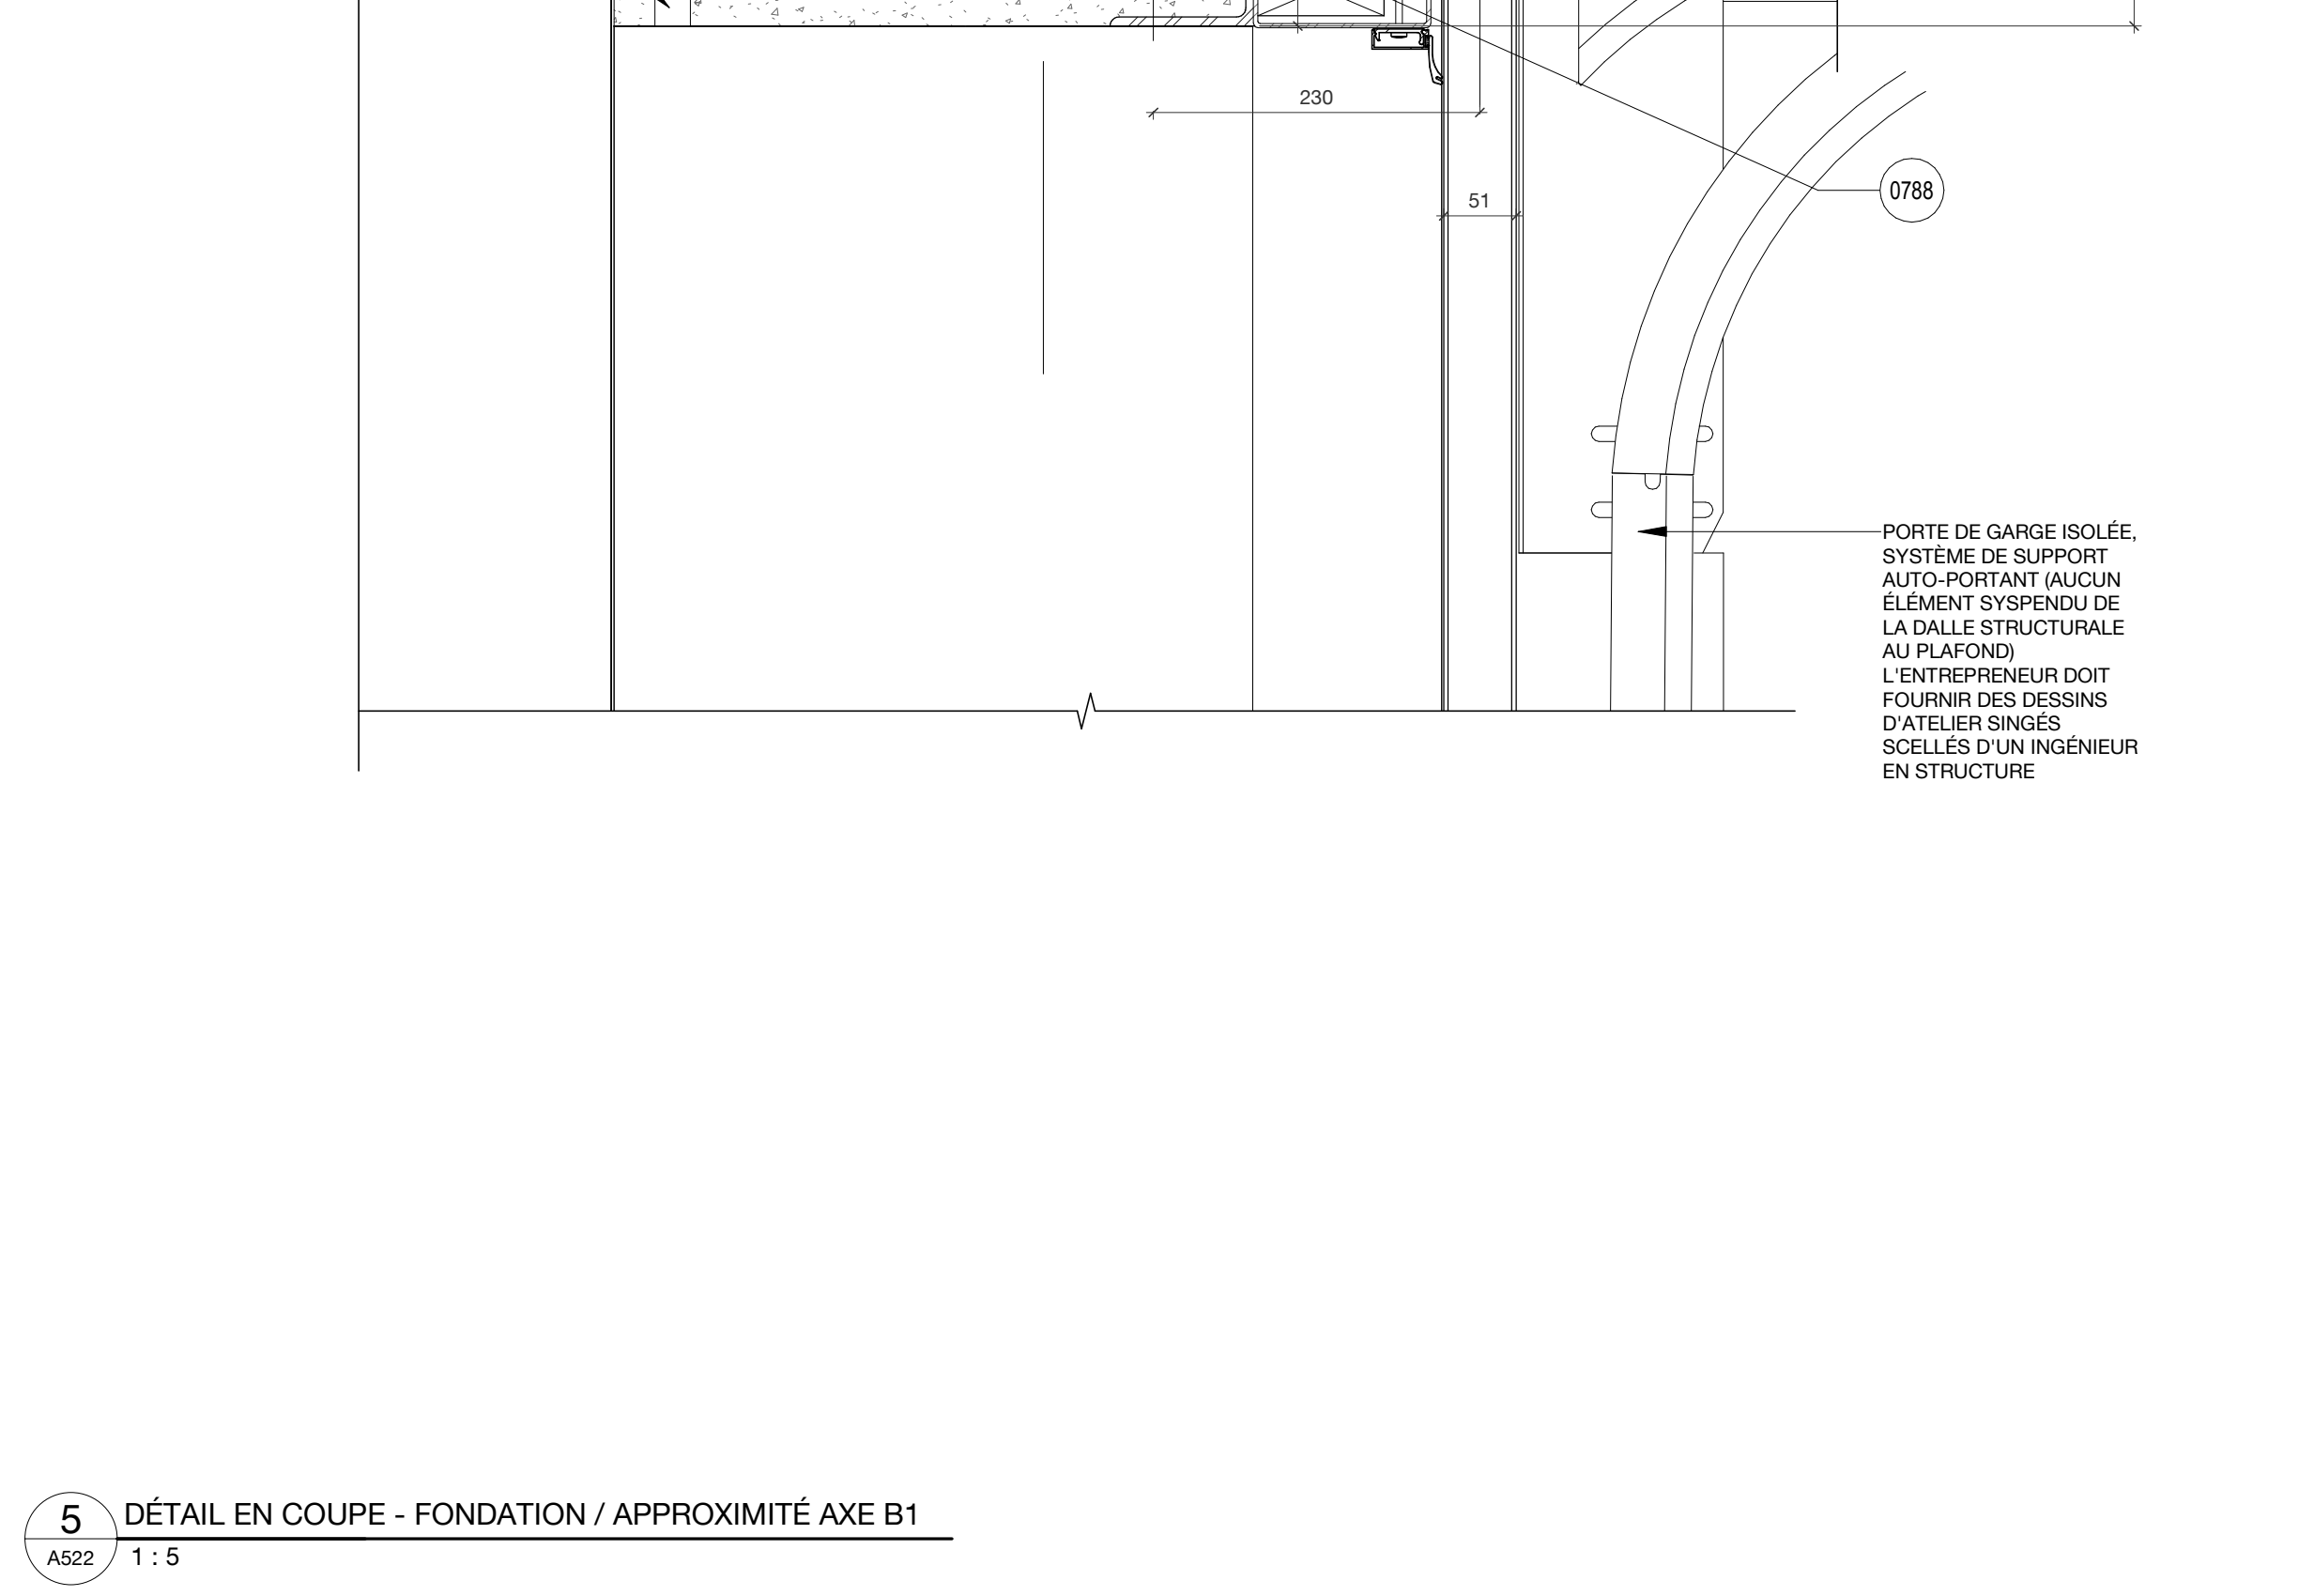 230
51
0788
PORTE DE GARGE ISOLÉE,
SYSTÈME DE SUPPORT
AUTO-PORTANT (AUCUN
ÉLÉMENT SYSPENDU DE
LA DALLE STRUCTURALE
AU PLAFOND)
L'ENTREPRENEUR DOIT
FOURNIR DES DESSINS
D'ATELIER SINGÉS
SCELLÉS D'UN INGÉNIEUR
EN STRUCTURE
5
DÉTAIL EN COUPE - FONDATION / APPROXIMITÉ AXE B1
A522
1 : 5